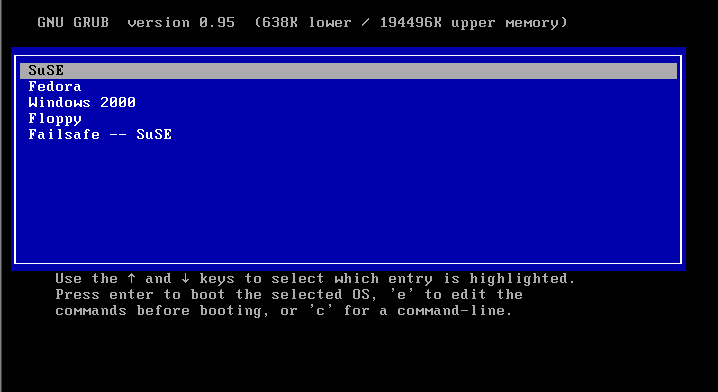 GNU GRUB  version 0.95  (638K lower / 194496K upper memory)
SuSE
Fedora
Windows 2000
Floppy
Failsafe -- SuSE
Use the ↑ and ↓ keys to select which entry is highlighted.
Press enter to boot the selected OS, 'e' to edit the
commands before booting, or 'c' for a command-line.